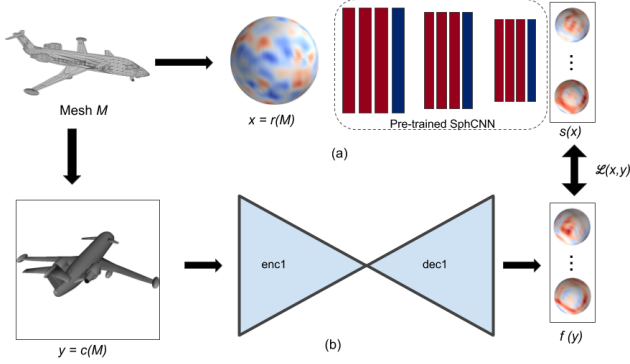 Mesh M
x = r(M)
Pre-trained SphCNN
s(x)
(a)
ℒ(x,y)
enc1
dec1
y = c(M)
(b)
f (y)